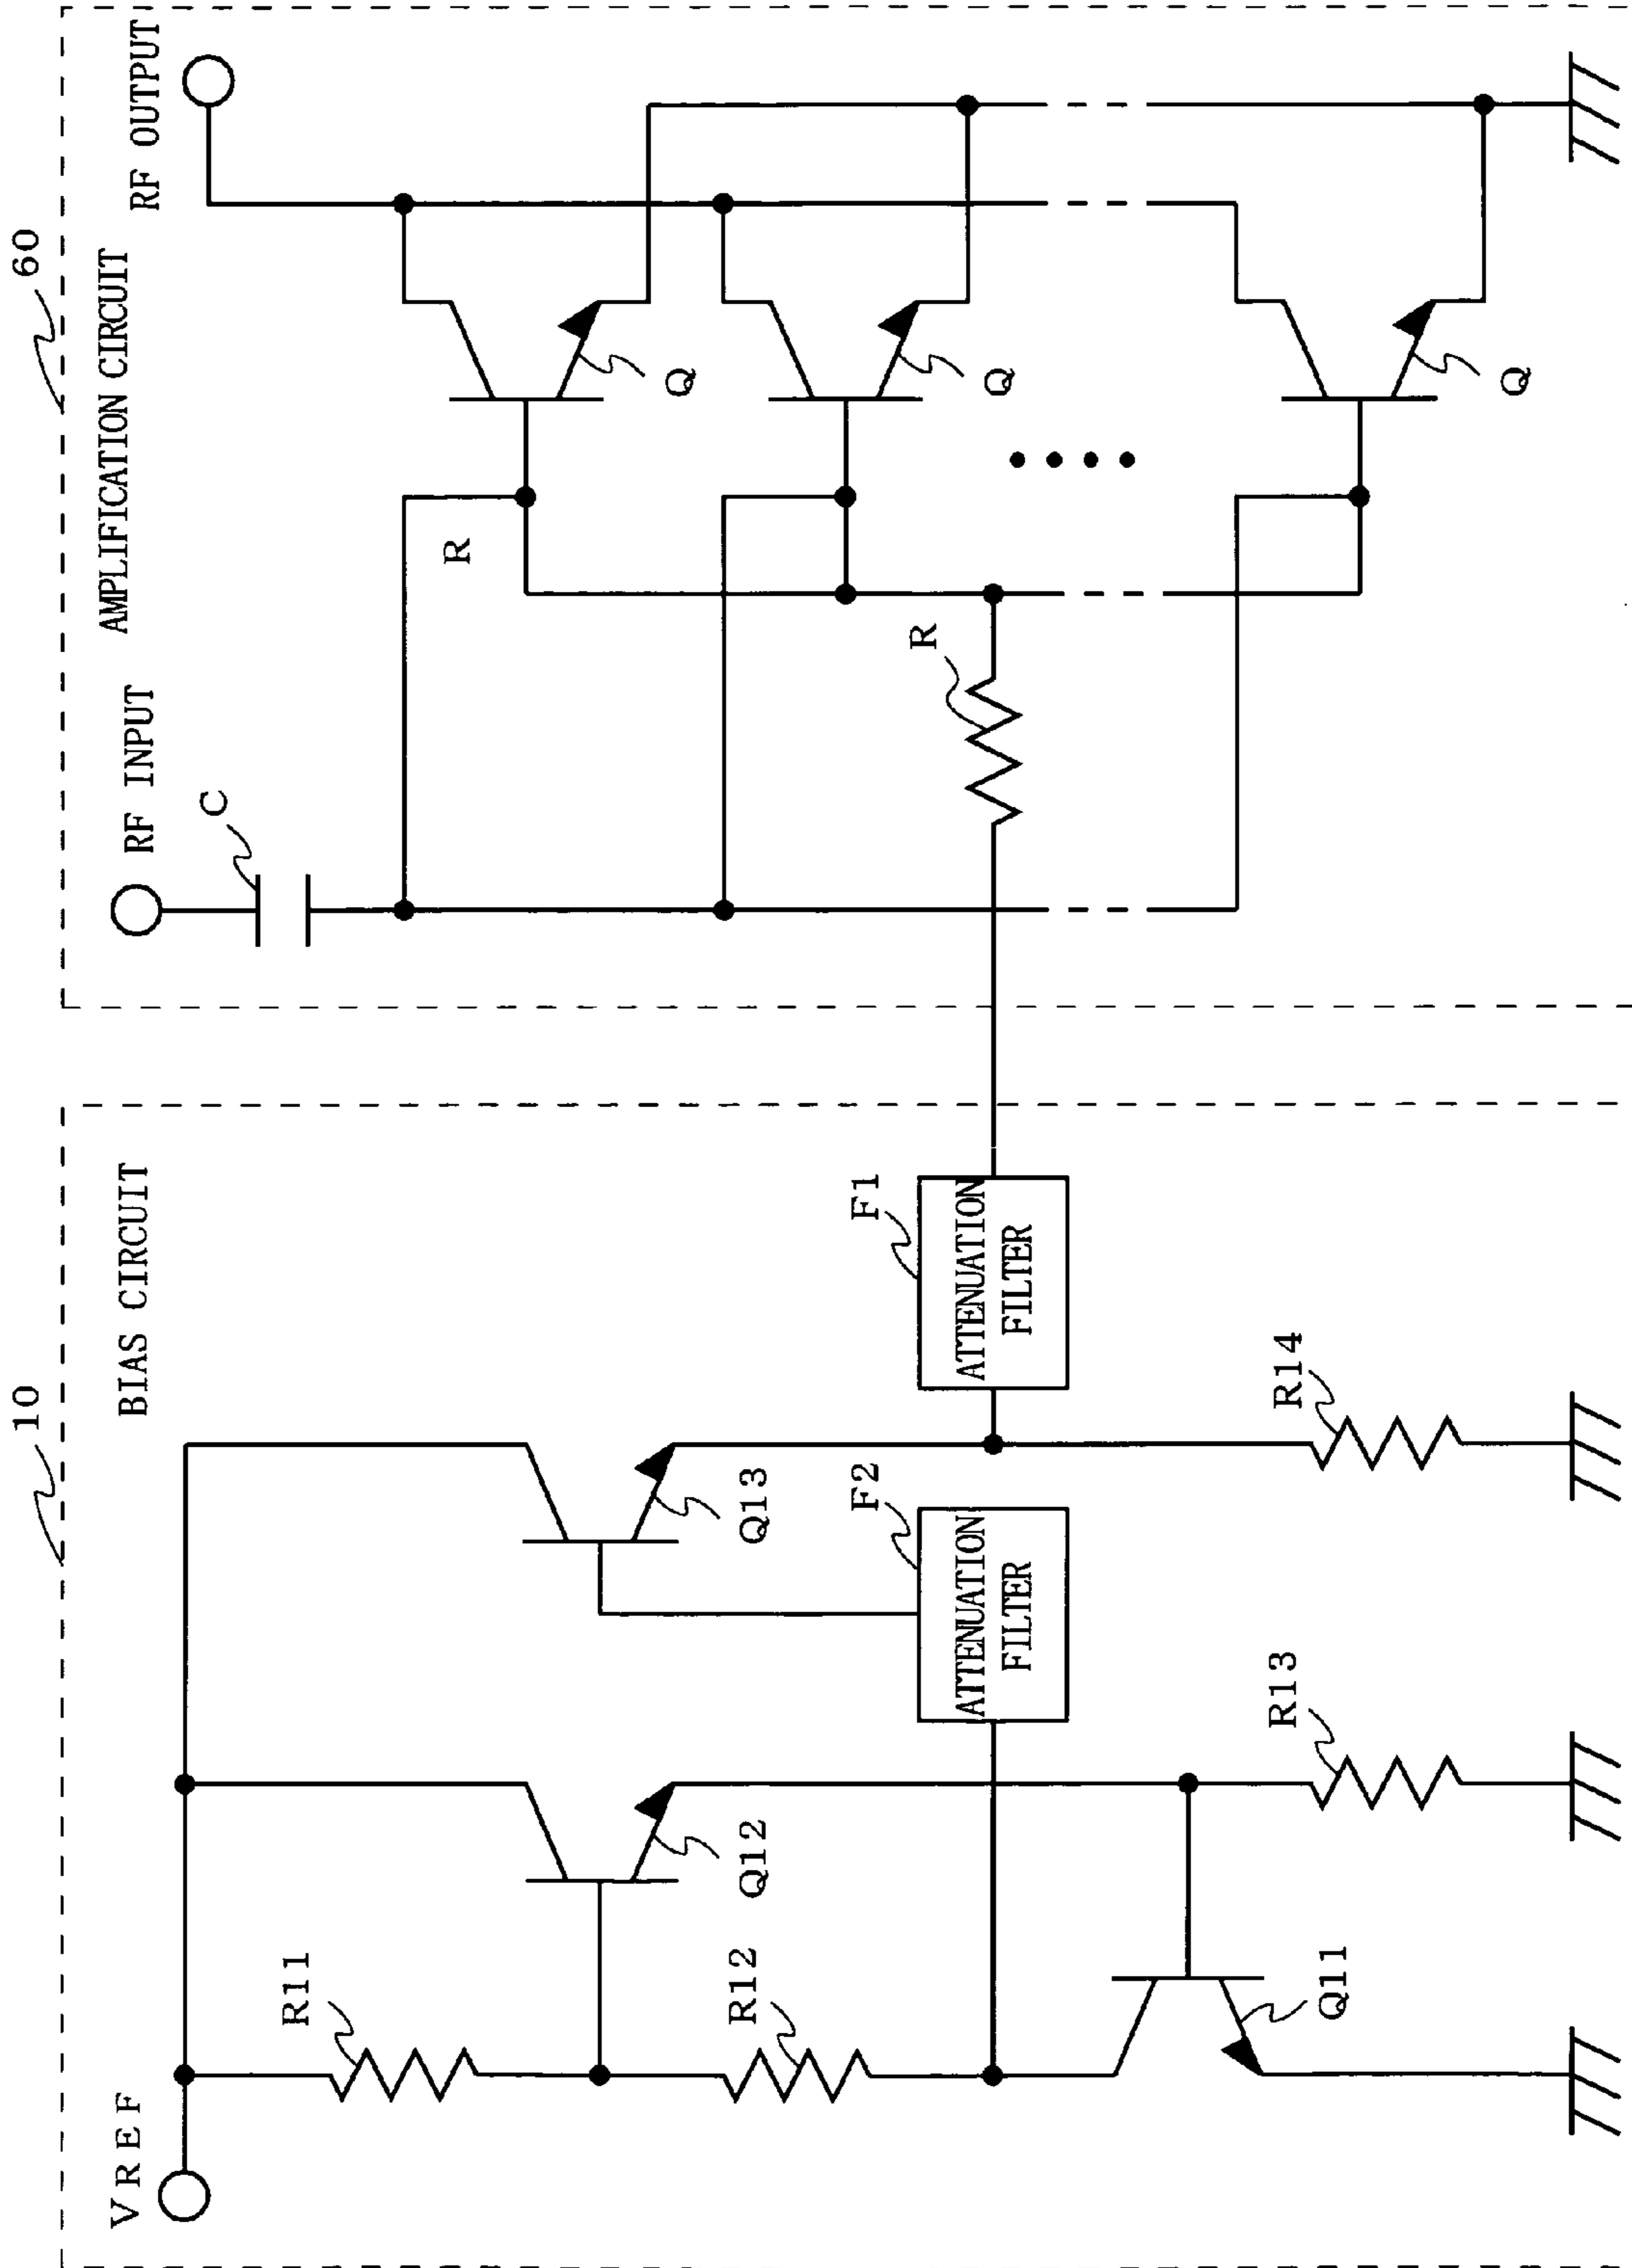 10
60
BIAS CIRCUIT
AMPLIFICATION CIRCUIT
VREF
RF INPUT
RF OUTPUT
C
R11
R
Q13
Q
Q
Q
Q12
R12
F2
F1
R
ATTENUATION
FILTER
ATTENUATION
FILTER
Q11
R13
R14